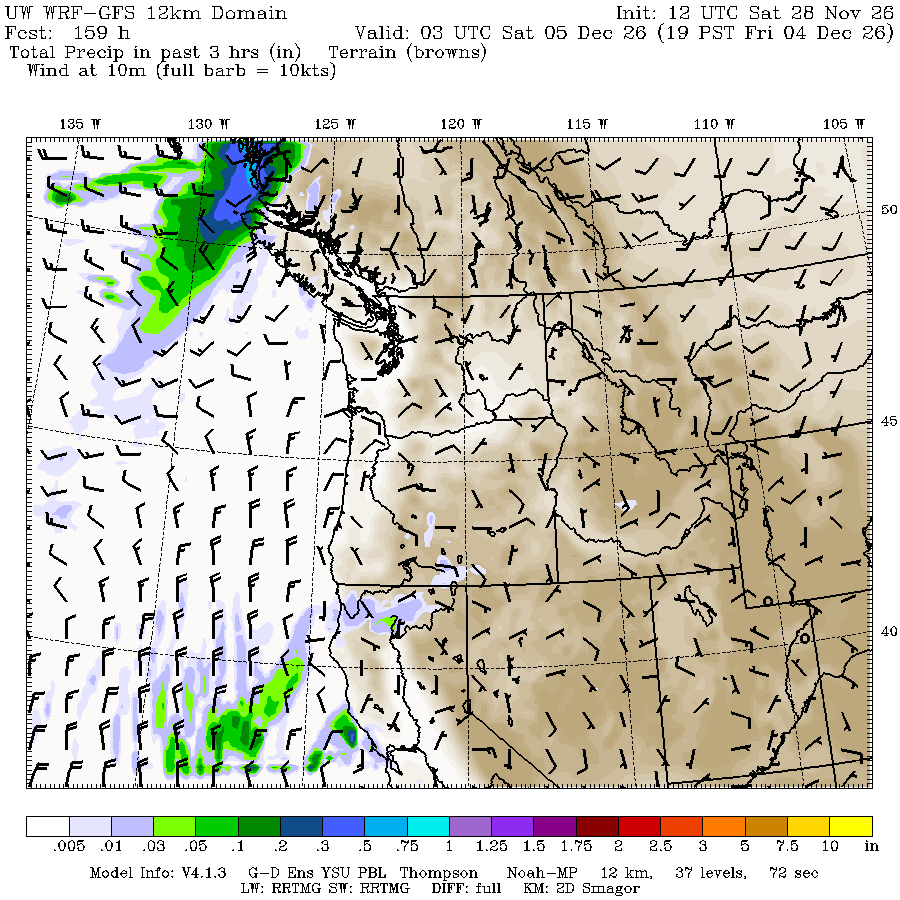 UW WRF-GFS 12km Domain Init: 12 UTC Sat 28 Nov 26
Fcst: 159 h Valid: 03 UTC Sat 05 Dec 26 (19 PST Fri 04 Dec 26)
Total Precip in past 3 hrs (in) Terrain (browns)
Wind at 10m (full barb = 10kts)
135 W 130 W 125 W 120 W 115 W 110 W 105 W
50
45
40
.005 .01 .03 .05 .1 .2 .3 .5 .75 1 1.25 1.5 1.75 2 2.5 3 5 7.5 10 in
Model Info: V4.1.3 G-D Ens YSU PBL Thompson Noah-MP 12 km, 37 levels, 72 sec
LW: RRTMG SW: RRTMG DIFF: full KM: 2D Smagor